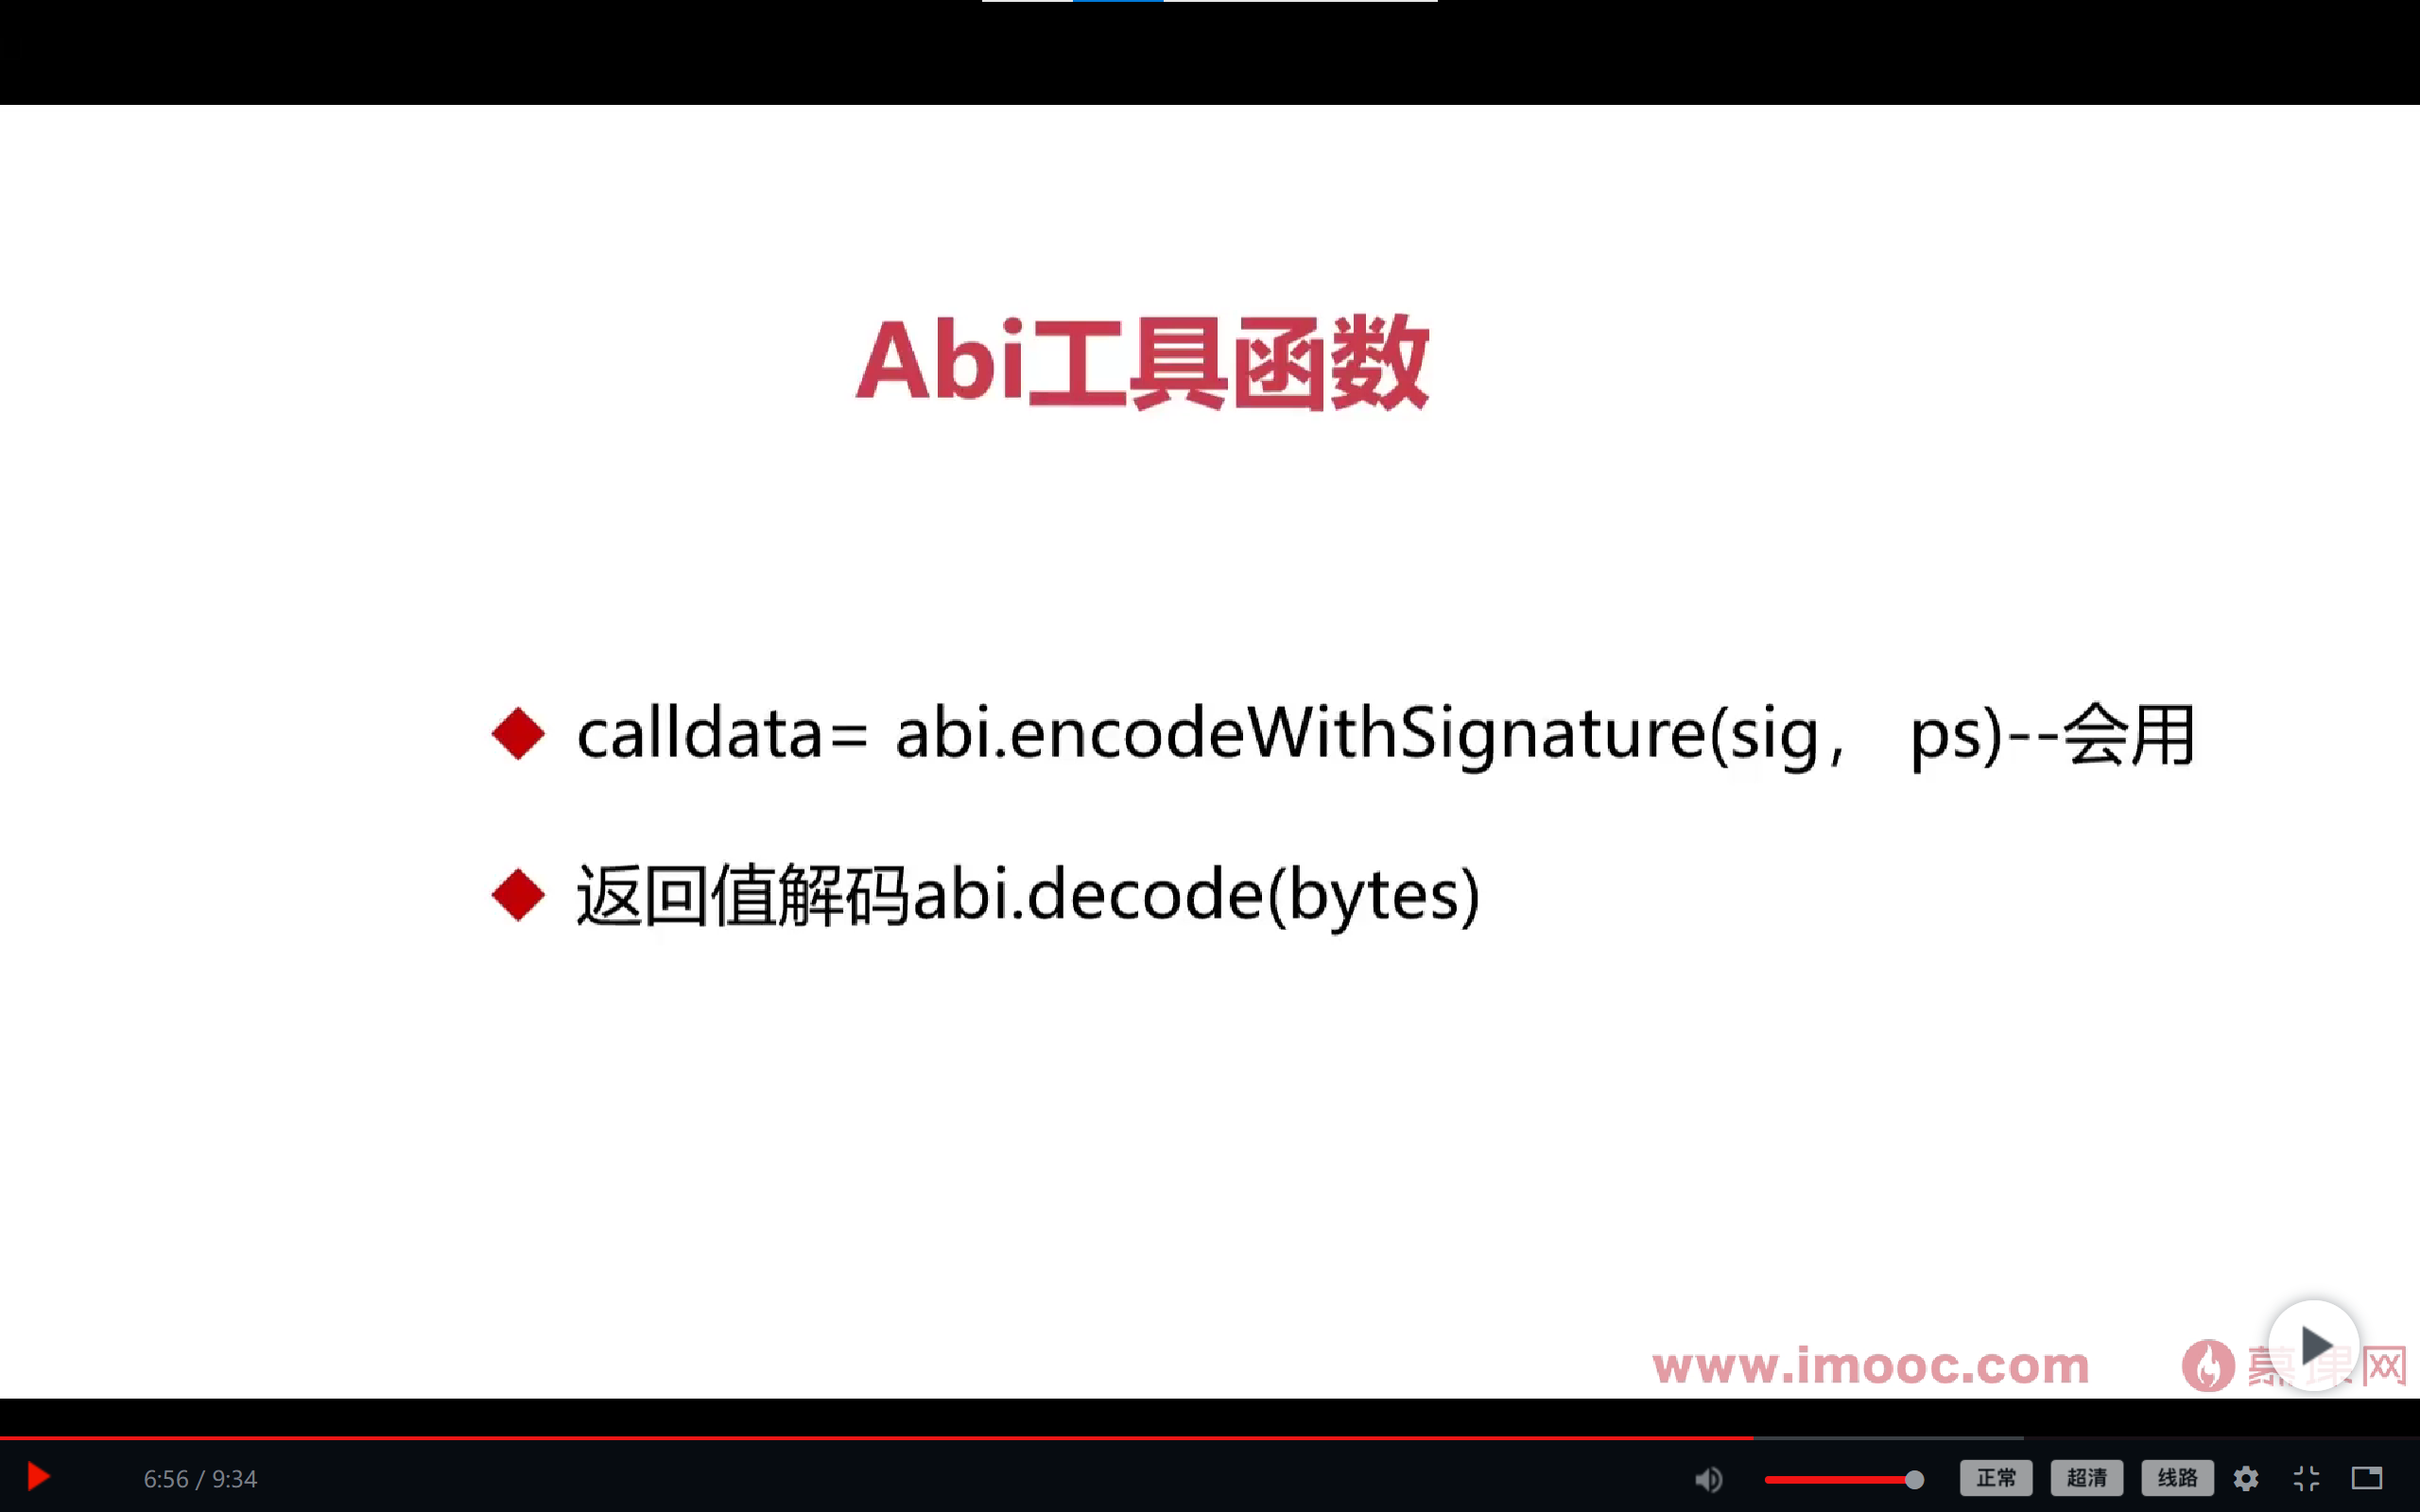 Abi工具函数
calldata= abi.encodeWithSignature(sig， ps)--会用
返回值解码abi.decode(bytes)
www.imooc.com 慕课网
6:56 / 9:34 正常 超清 线路